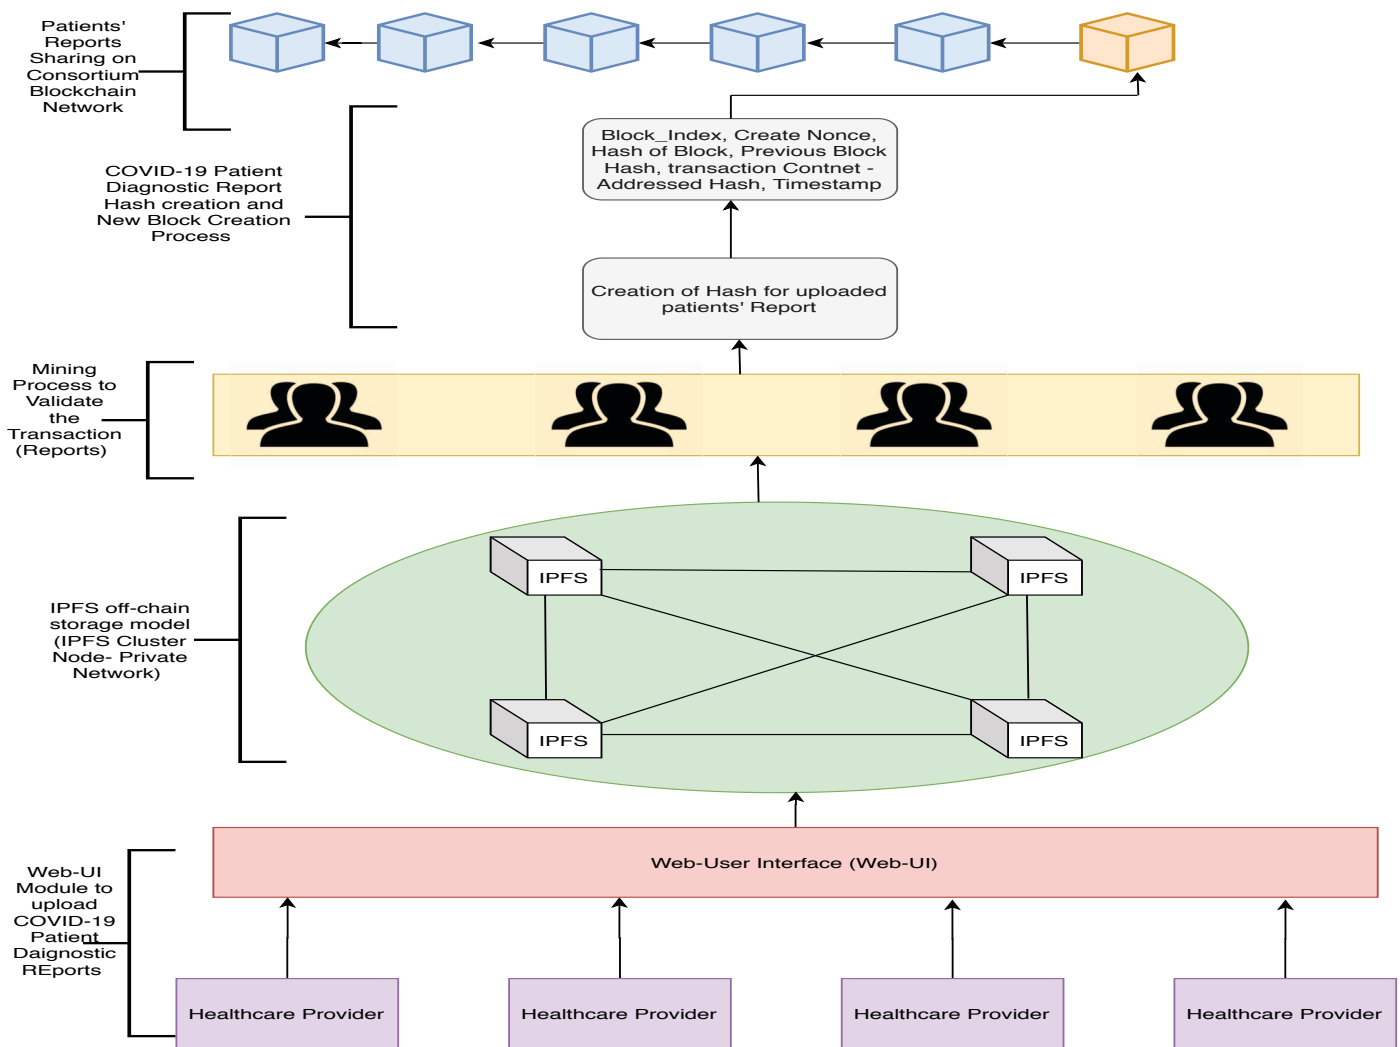 Patients'
Reports
Sharing on
Consortium
Blockchain
Network
Block_Index, Create Nonce,
Hash of Block, Previous Block
Hash, transaction Contnet -
Addressed Hash, Timestamp
COVID-19 Patient
Diagnostic Report
Hash creation and
New Block Creation
Process
Creation of Hash for uploaded
patients' Report
Mining
Process to
Validate
the
Transaction
(Reports)
IPFS off-chain
storage model
(IPFS Cluster
Node- Private
Network)
IPFS
IPFS
IPFS
IPFS
Web-User Interface (Web-UI)
Web-UI
Module to
upload
COVID-19
Patient
Daignostic
REports
Healthcare Provider
Healthcare Provider
Healthcare Provider
Healthcare Provider